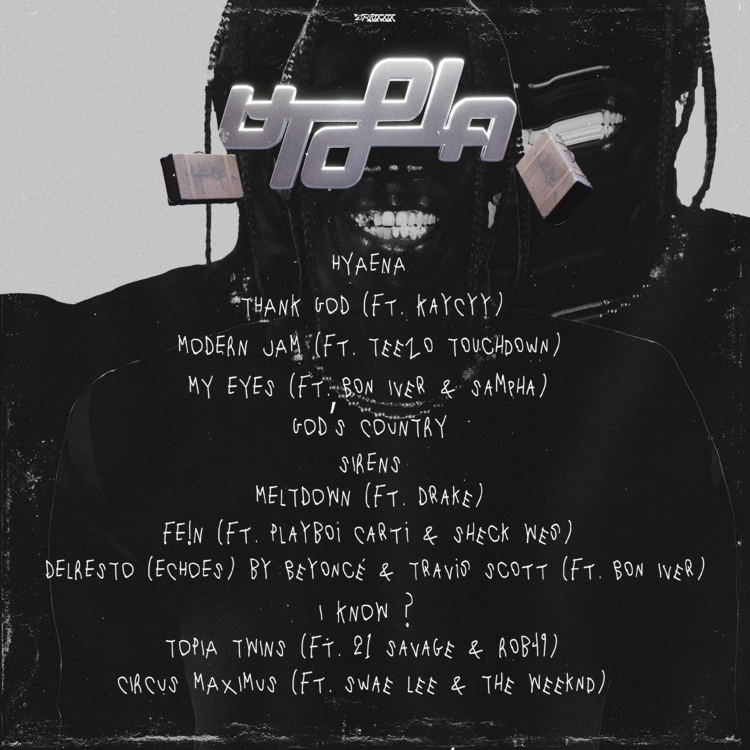 UTOPIA
HYAENA
THANK GOD (FT. KAYCYY)
MODERN JAM (FT. TEEZO TOUCHDOWN)
MY EYES (FT. BON IVER & SAMPHA)
GOD'S COUNTRY
SIRENS
MELTDOWN (FT. DRAKE)
FE!N (FT. PLAYBOi CARTi & SHECK WES)
DELRESTO (ECHOES) BY BEYONCÉ & TRAVIS SCOTT (FT. BON IVER)
I KNOW ?
TOPIA TWINS (FT. 21 SAVAGE & ROB49)
CIRCUS MAXIMUS (FT. SWAE LEE & THE WEEKND)